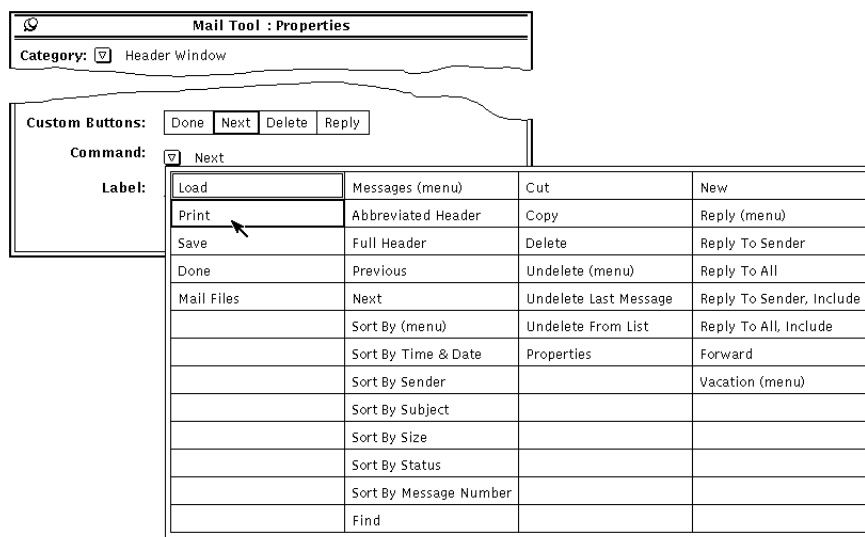 Mail Tool : Properties
Category: Header Window
Custom Buttons: Done Next Delete Reply
Command: Next
Label:
Load Messages (menu) Cut New
Print Abbreviated Header Copy Reply (menu)
Save Full Header Delete Reply To Sender
Done Previous Undelete (menu) Reply To All
Mail Files Next Undelete Last Message Reply To Sender, Include
Sort By (menu) Undelete From List Reply To All, Include
Sort By Time & Date Properties Forward
Sort By Sender Vacation (menu)
Sort By Subject
Sort By Size
Sort By Status
Sort By Message Number
Find